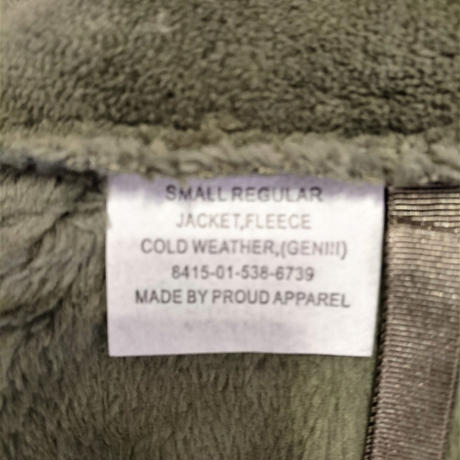 SMALL REGULAR
JACKET,FLEECE
COLD WEATHER,(GENIII)
8415-01-538-6739
MADE BY PROUD APPAREL